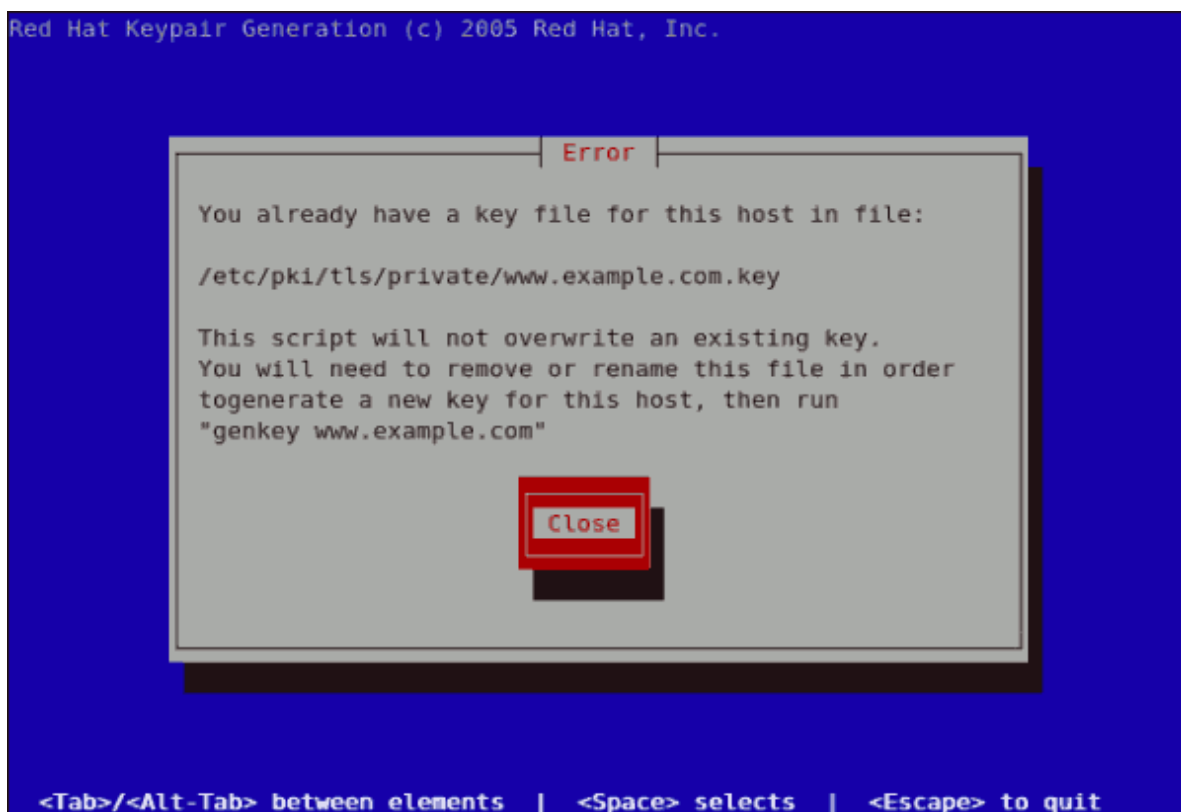 Red Hat Keypair Generation (c) 2005 Red Hat, Inc.
Error
You already have a key file for this host in file:
/etc/pki/tls/private/www.example.com.key
This script will not overwrite an existing key.
You will need to remove or rename this file in order
togenerate a new key for this host, then run
"genkey www.example.com"
Close
<Tab>/<Alt-Tab> between elements | <Space> selects | <Escape> to quit